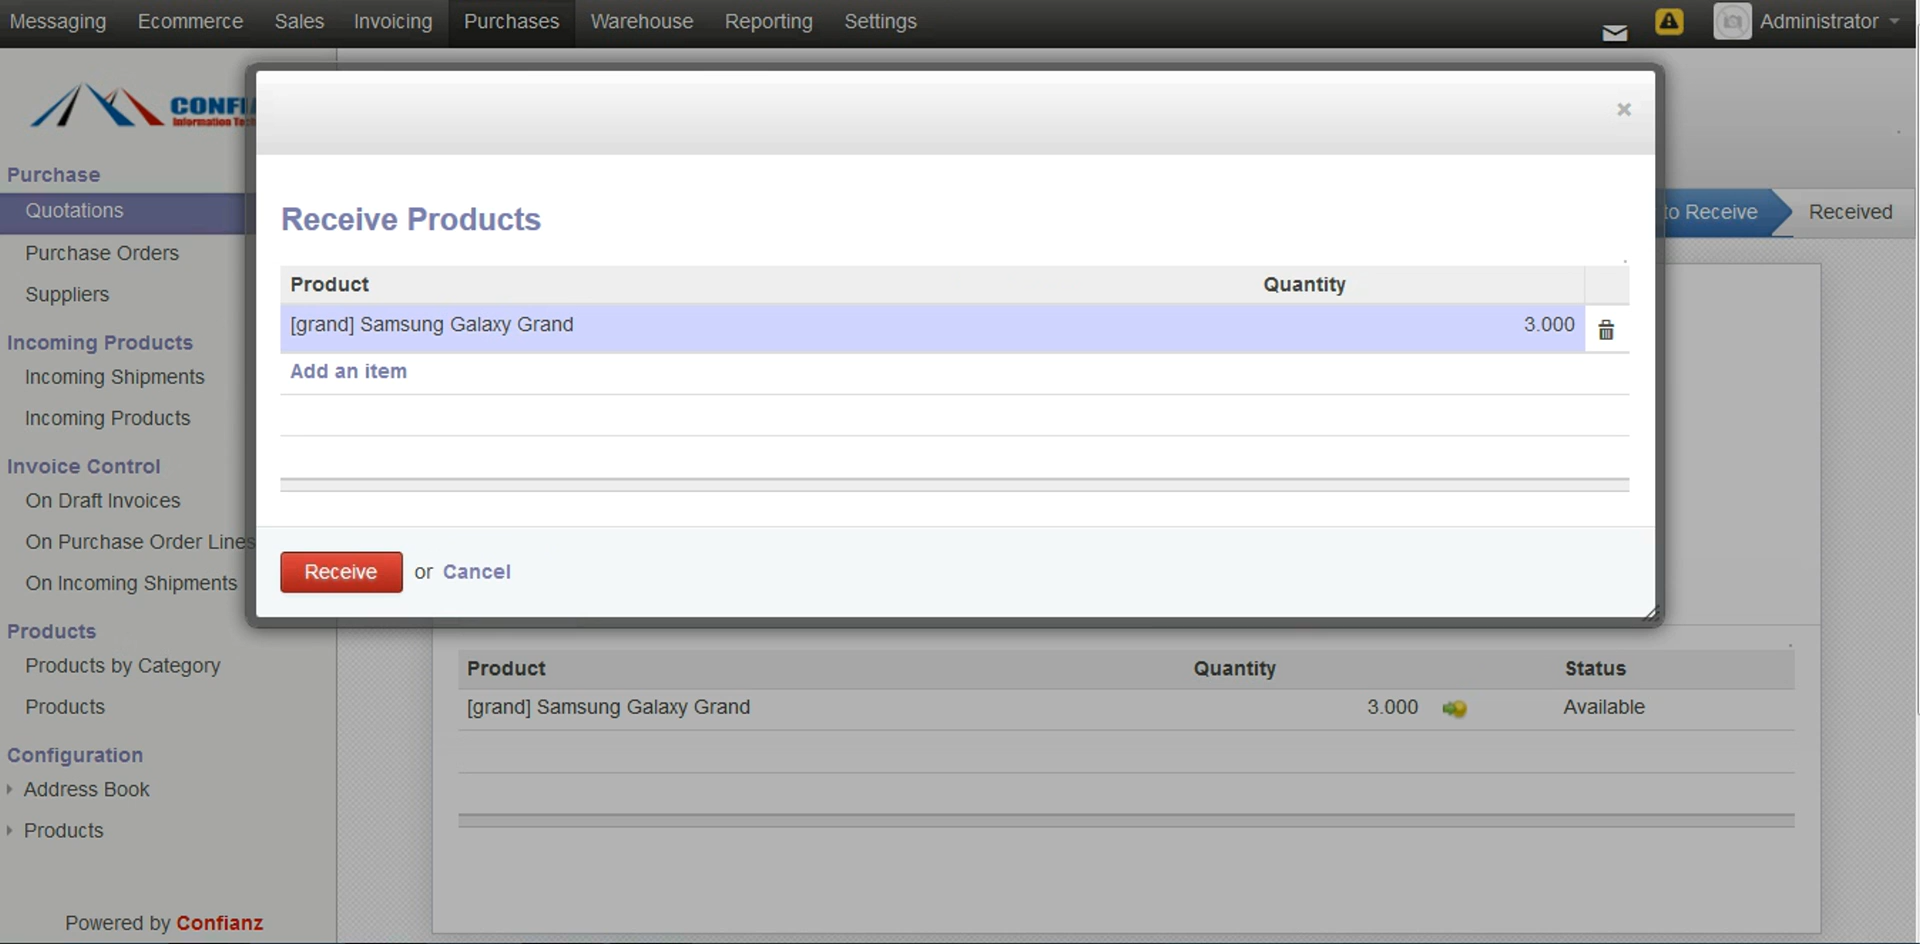 Messaging Ecommerce Sales Invoicing Purchases Warehouse Reporting Settings Administrator
CONFI
Information Te
Purchase
Quotations
Purchase Orders
Suppliers
Incoming Products
Incoming Shipments
Incoming Products
Invoice Control
On Draft Invoices
On Purchase Order Lines
On Incoming Shipments
Products
Products by Category
Products
Configuration
Address Book
Products
Powered by Confianz
×
Receive Products
Product Quantity
[grand] Samsung Galaxy Grand 3.000
Add an item
Receive or Cancel
to Receive Received
Product Quantity Status
[grand] Samsung Galaxy Grand 3.000 Available